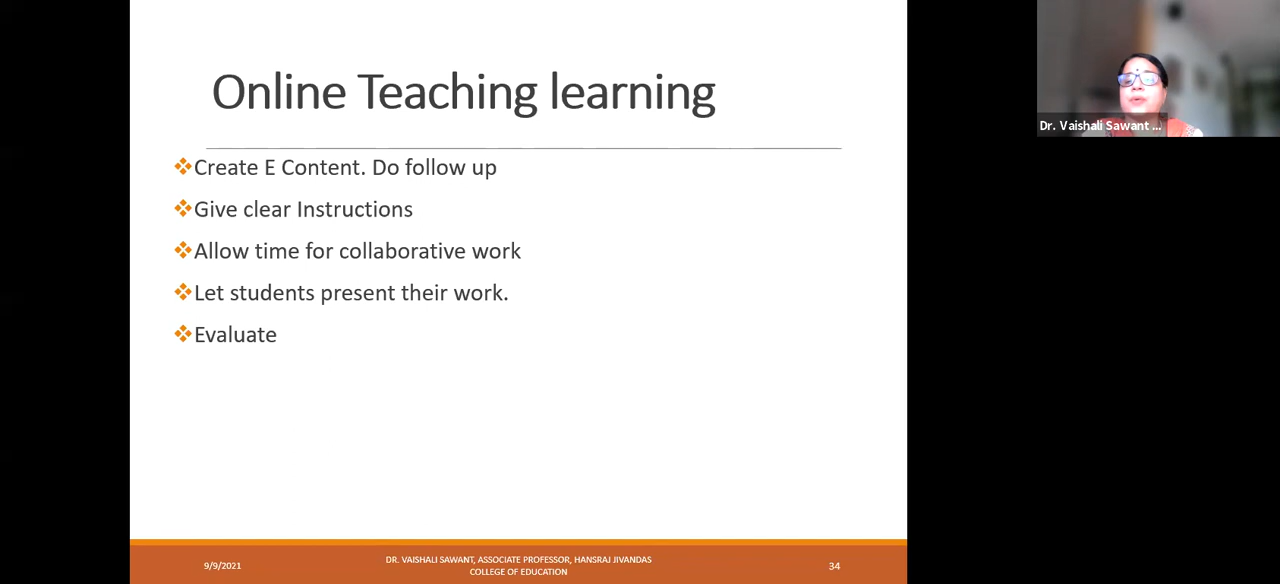 Online Teaching learning
Create E Content. Do follow up
Give clear Instructions
Allow time for collaborative work
Let students present their work.
Evaluate
9/9/2021
DR. VAISHALI SAWANT, ASSOCIATE PROFESSOR, HANSRAJ JIVANDAS
COLLEGE OF EDUCATION
34
Dr. Vaishali Sawant ...